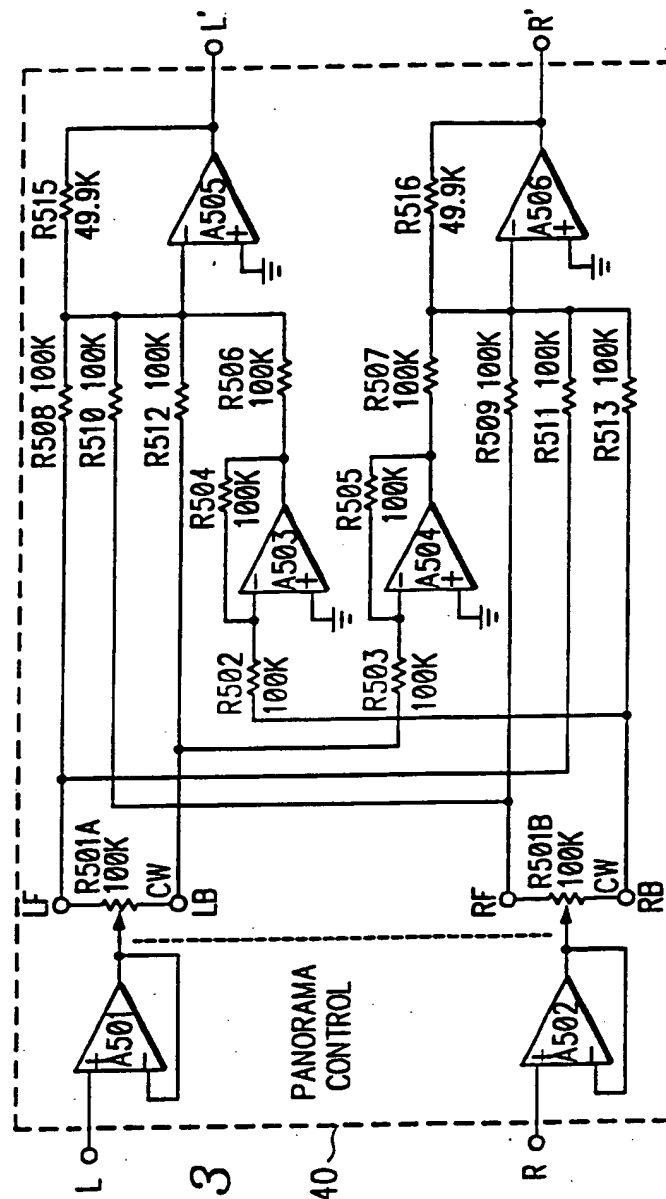 L'
R'
R515
49.9K
A505
R516
49.9K
A506
R508 100K
R510 100K
R512 100K
R506
100K
R507
100K
R509 100K
R511 100K
R513 100K
R504
100K
A503
R505
100K
A504
R502
100K
R503
100K
LF
R501A
100K
CW
LB
RF
R501B
100K
CW
RB
A501
A502
PANORAMA
CONTROL
L
R
3
40
+
−
+
−
−
+
−
+
−
+
−
+